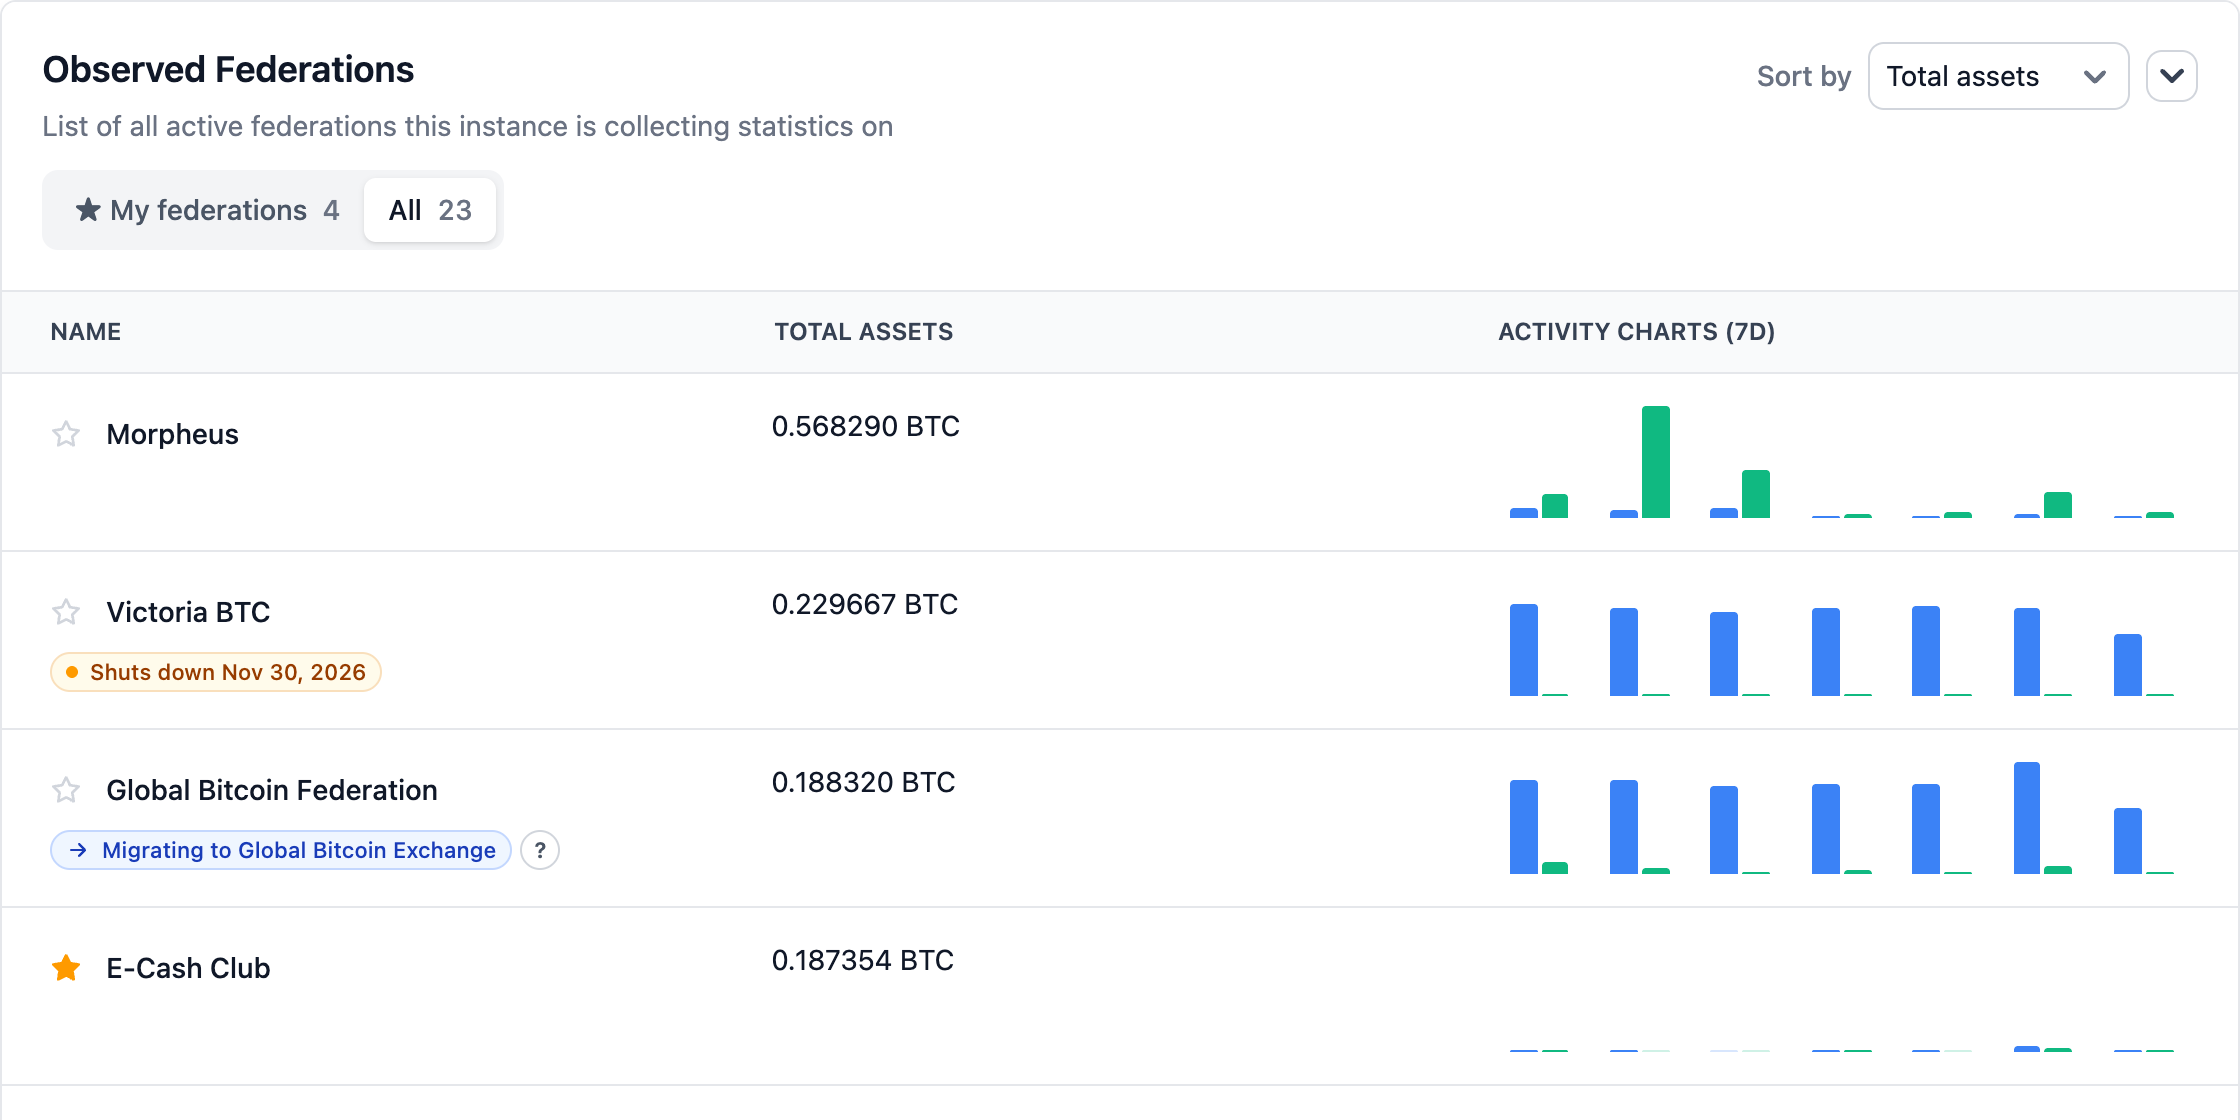 Observed Federations
Sort by Total assets
List of all active federations this instance is collecting statistics on
★ My federations 4 All 23
NAME TOTAL ASSETS ACTIVITY CHARTS (7D)
Morpheus 0.568290 BTC
Victoria BTC 0.229667 BTC
Shuts down Nov 30, 2026
Global Bitcoin Federation 0.188320 BTC
→ Migrating to Global Bitcoin Exchange ?
E-Cash Club 0.187354 BTC